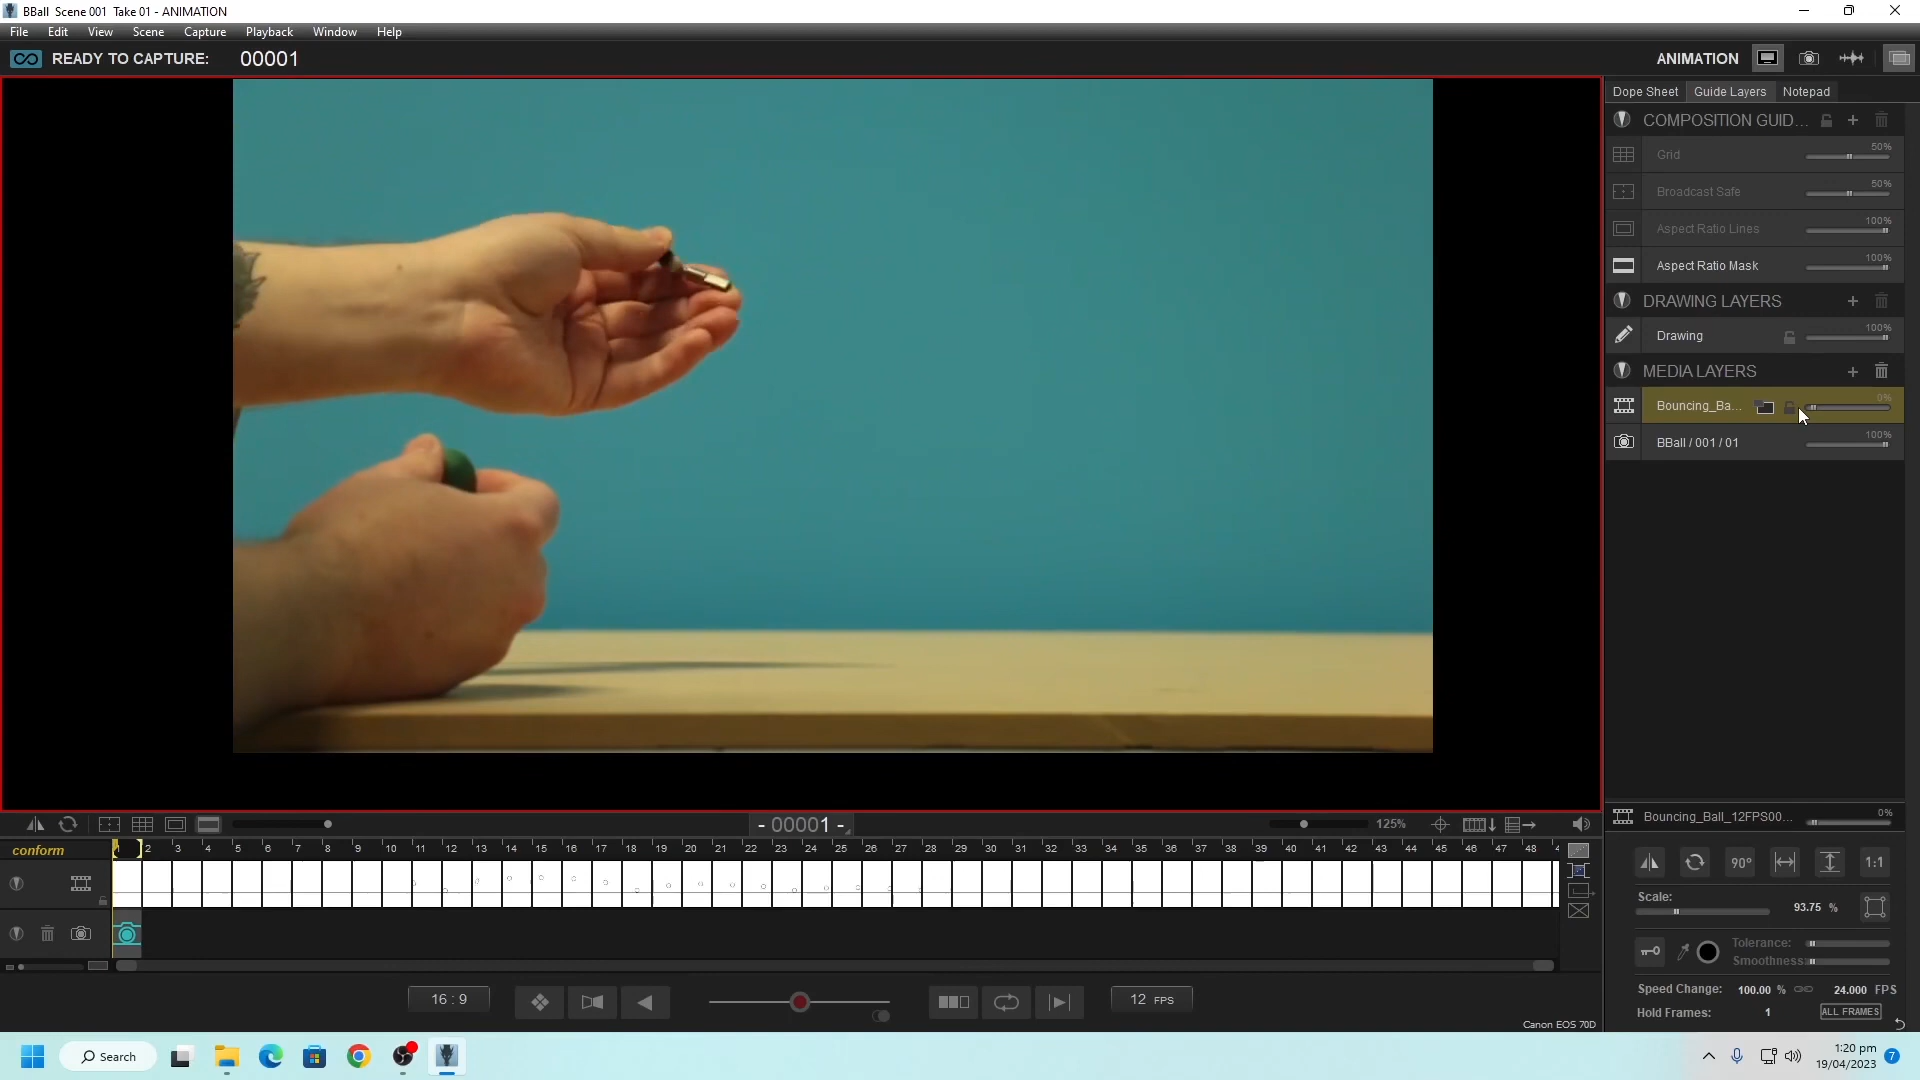 BBall Scene 001 Take 01 - ANIMATION
File Edit View Scene Capture Playback Window Help
READY TO CAPTURE: 00001
ANIMATION
Dope Sheet Guide Layers Notepad
COMPOSITION GUID...
Grid 50%
Broadcast Safe 50%
Aspect Ratio Lines 100%
Aspect Ratio Mask 100%
DRAWING LAYERS
Drawing 100%
MEDIA LAYERS
Bouncing_Ba... 0%
BBall / 001 / 01 100%
- 00001 -
125%
Bouncing_Ball_12FPS00... 0%
conform
1 2 3 4 5 6 7 8 9 10 11 12 13 14 15 16 17 18 19 20 21 22 23 24 25 26 27 28 29 30 31 32 33 34 35 36 37 38 39 40 41 42 43 44 45 46 47 48
90° 1:1
Scale: 93.75 %
Tolerance:
Smoothness:
Speed Change: 100.00 % 24.000 FPS
Hold Frames: 1 ALL FRAMES
16 : 9
12 FPS
Canon EOS 70D
Search
1:20 pm
19/04/2023
7